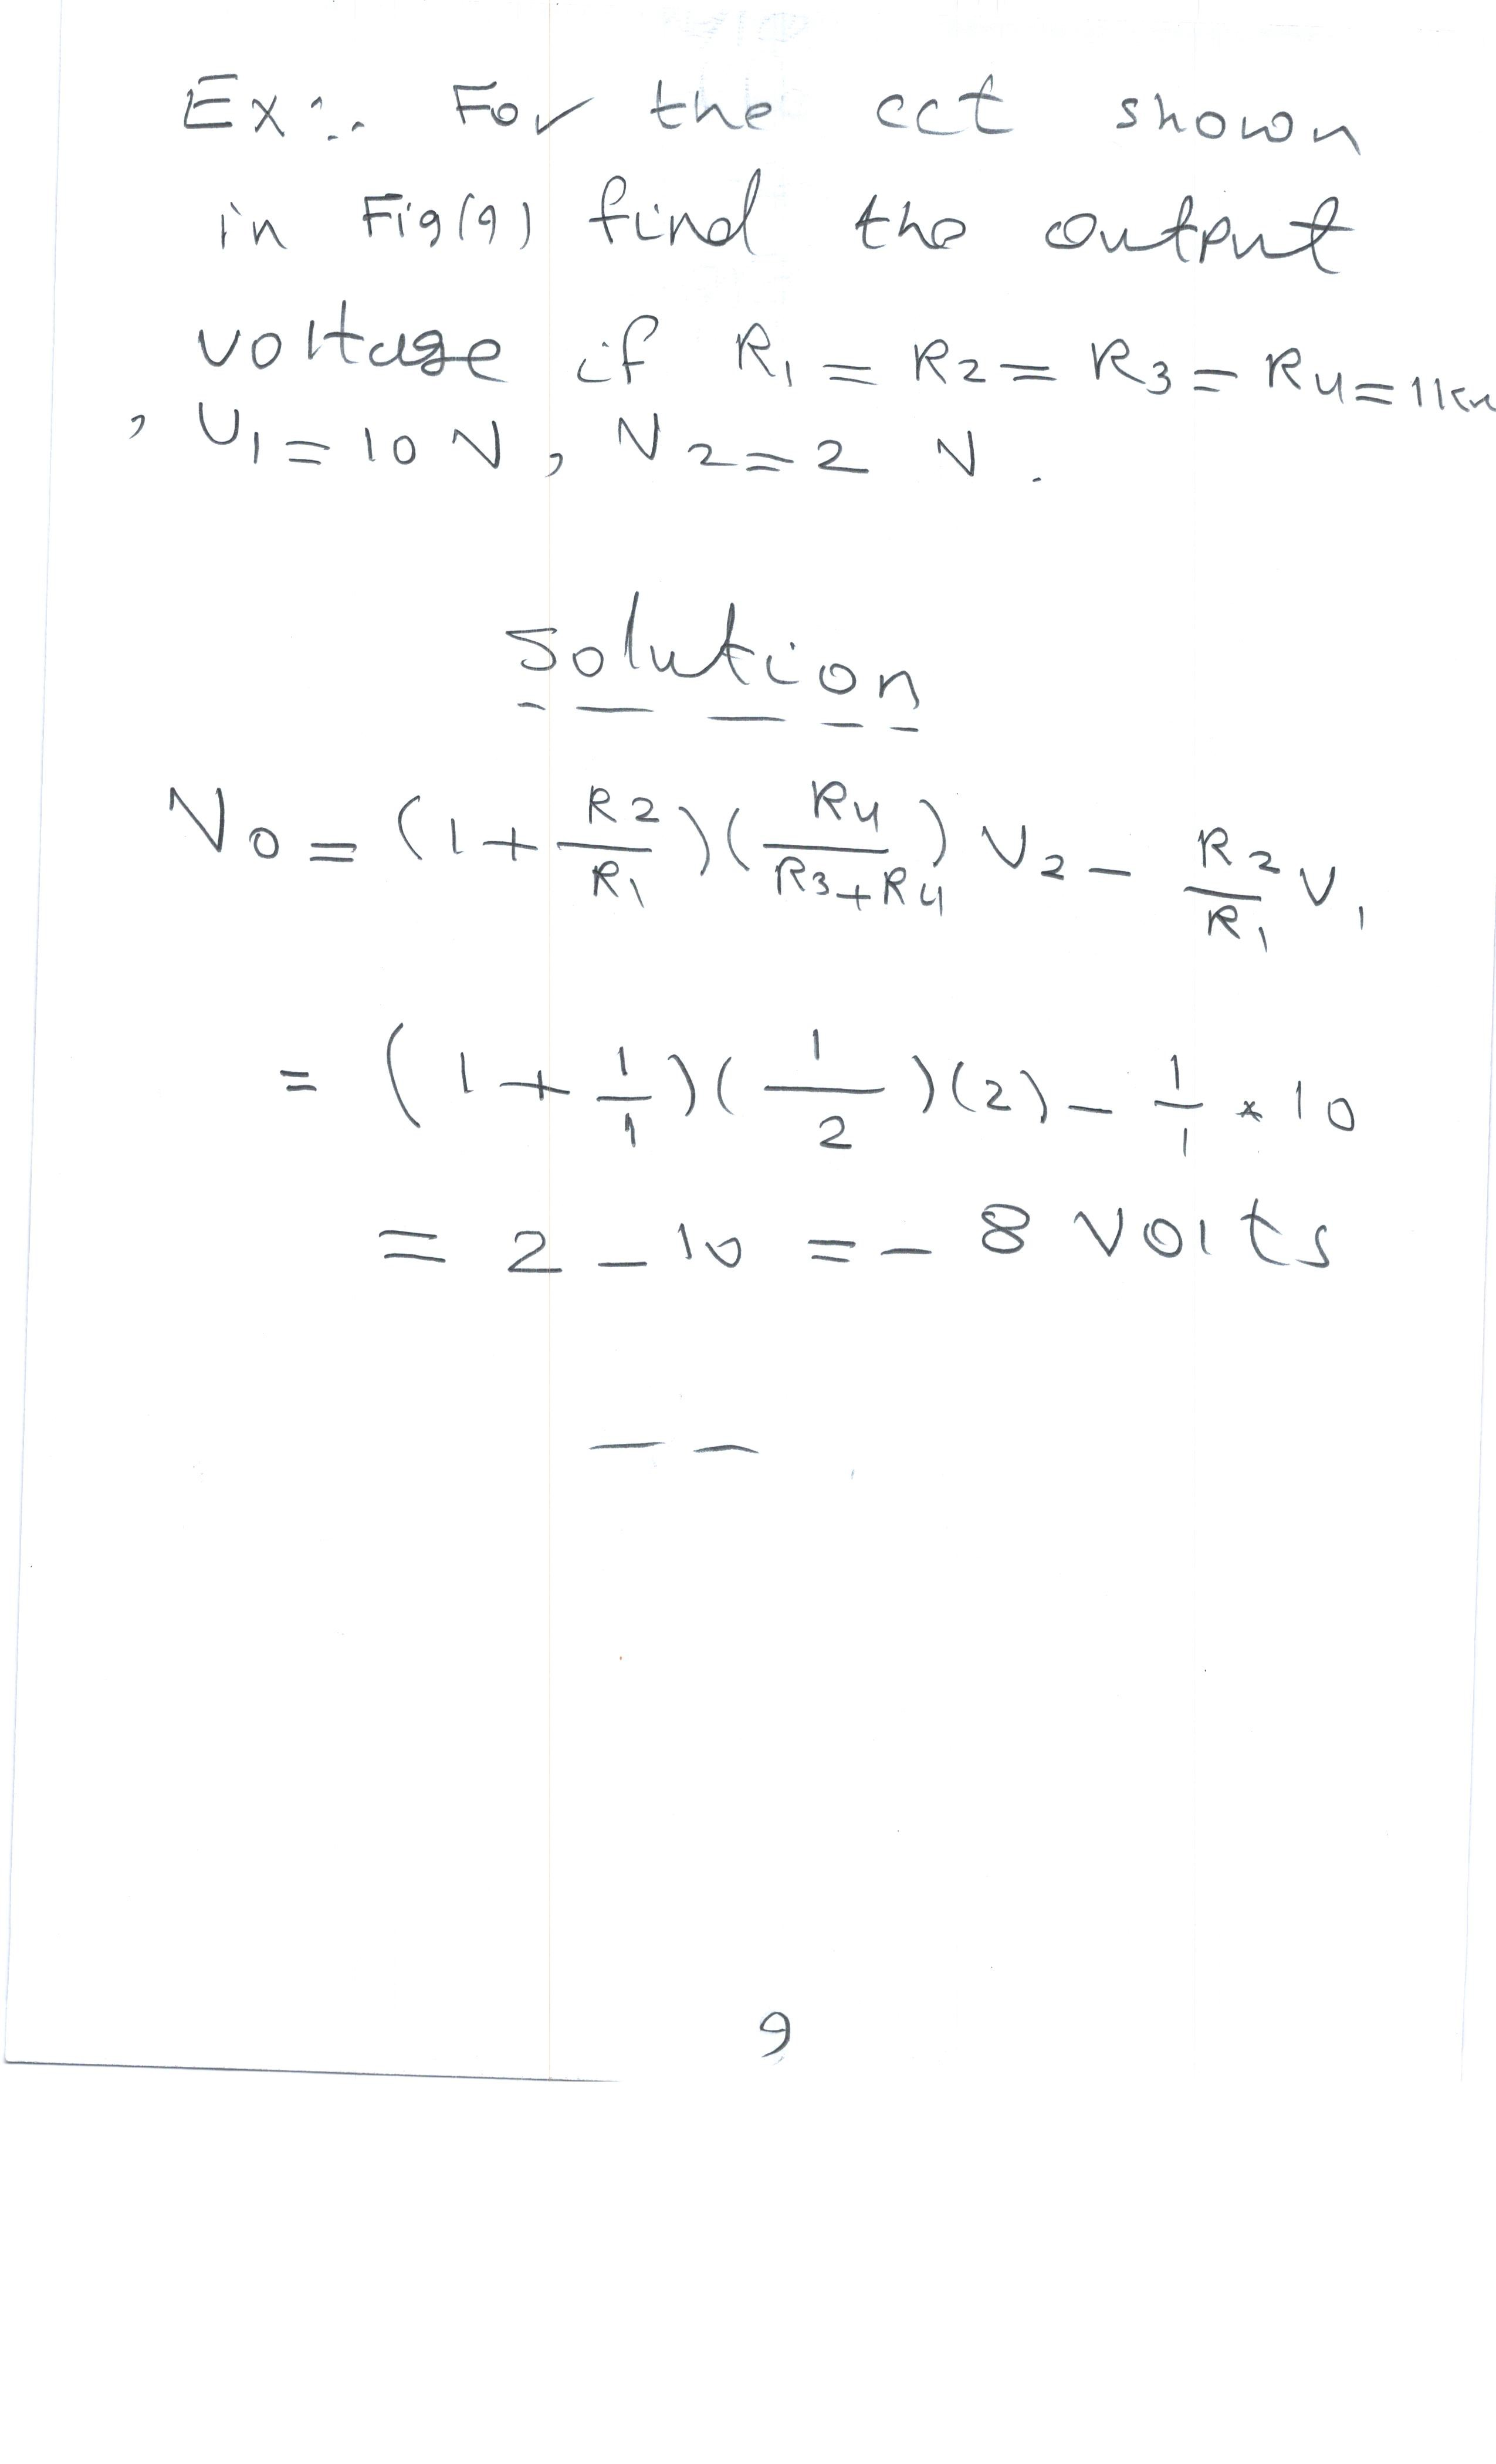 Ex:. For the cct shown
in Fig(9) find the output
voltage if R1 = R2 = R3 = R4 = 1kΩ
, V1 = 10 V, V2 = 2 V.
Solution
Vo = (1 + R2/R1)(R4/(R3+R4)) V2 - R2/R1 V1
= (1 + 1/1)(1/2)(2) - 1/1 * 10
= 2 - 10 = - 8 volts
9